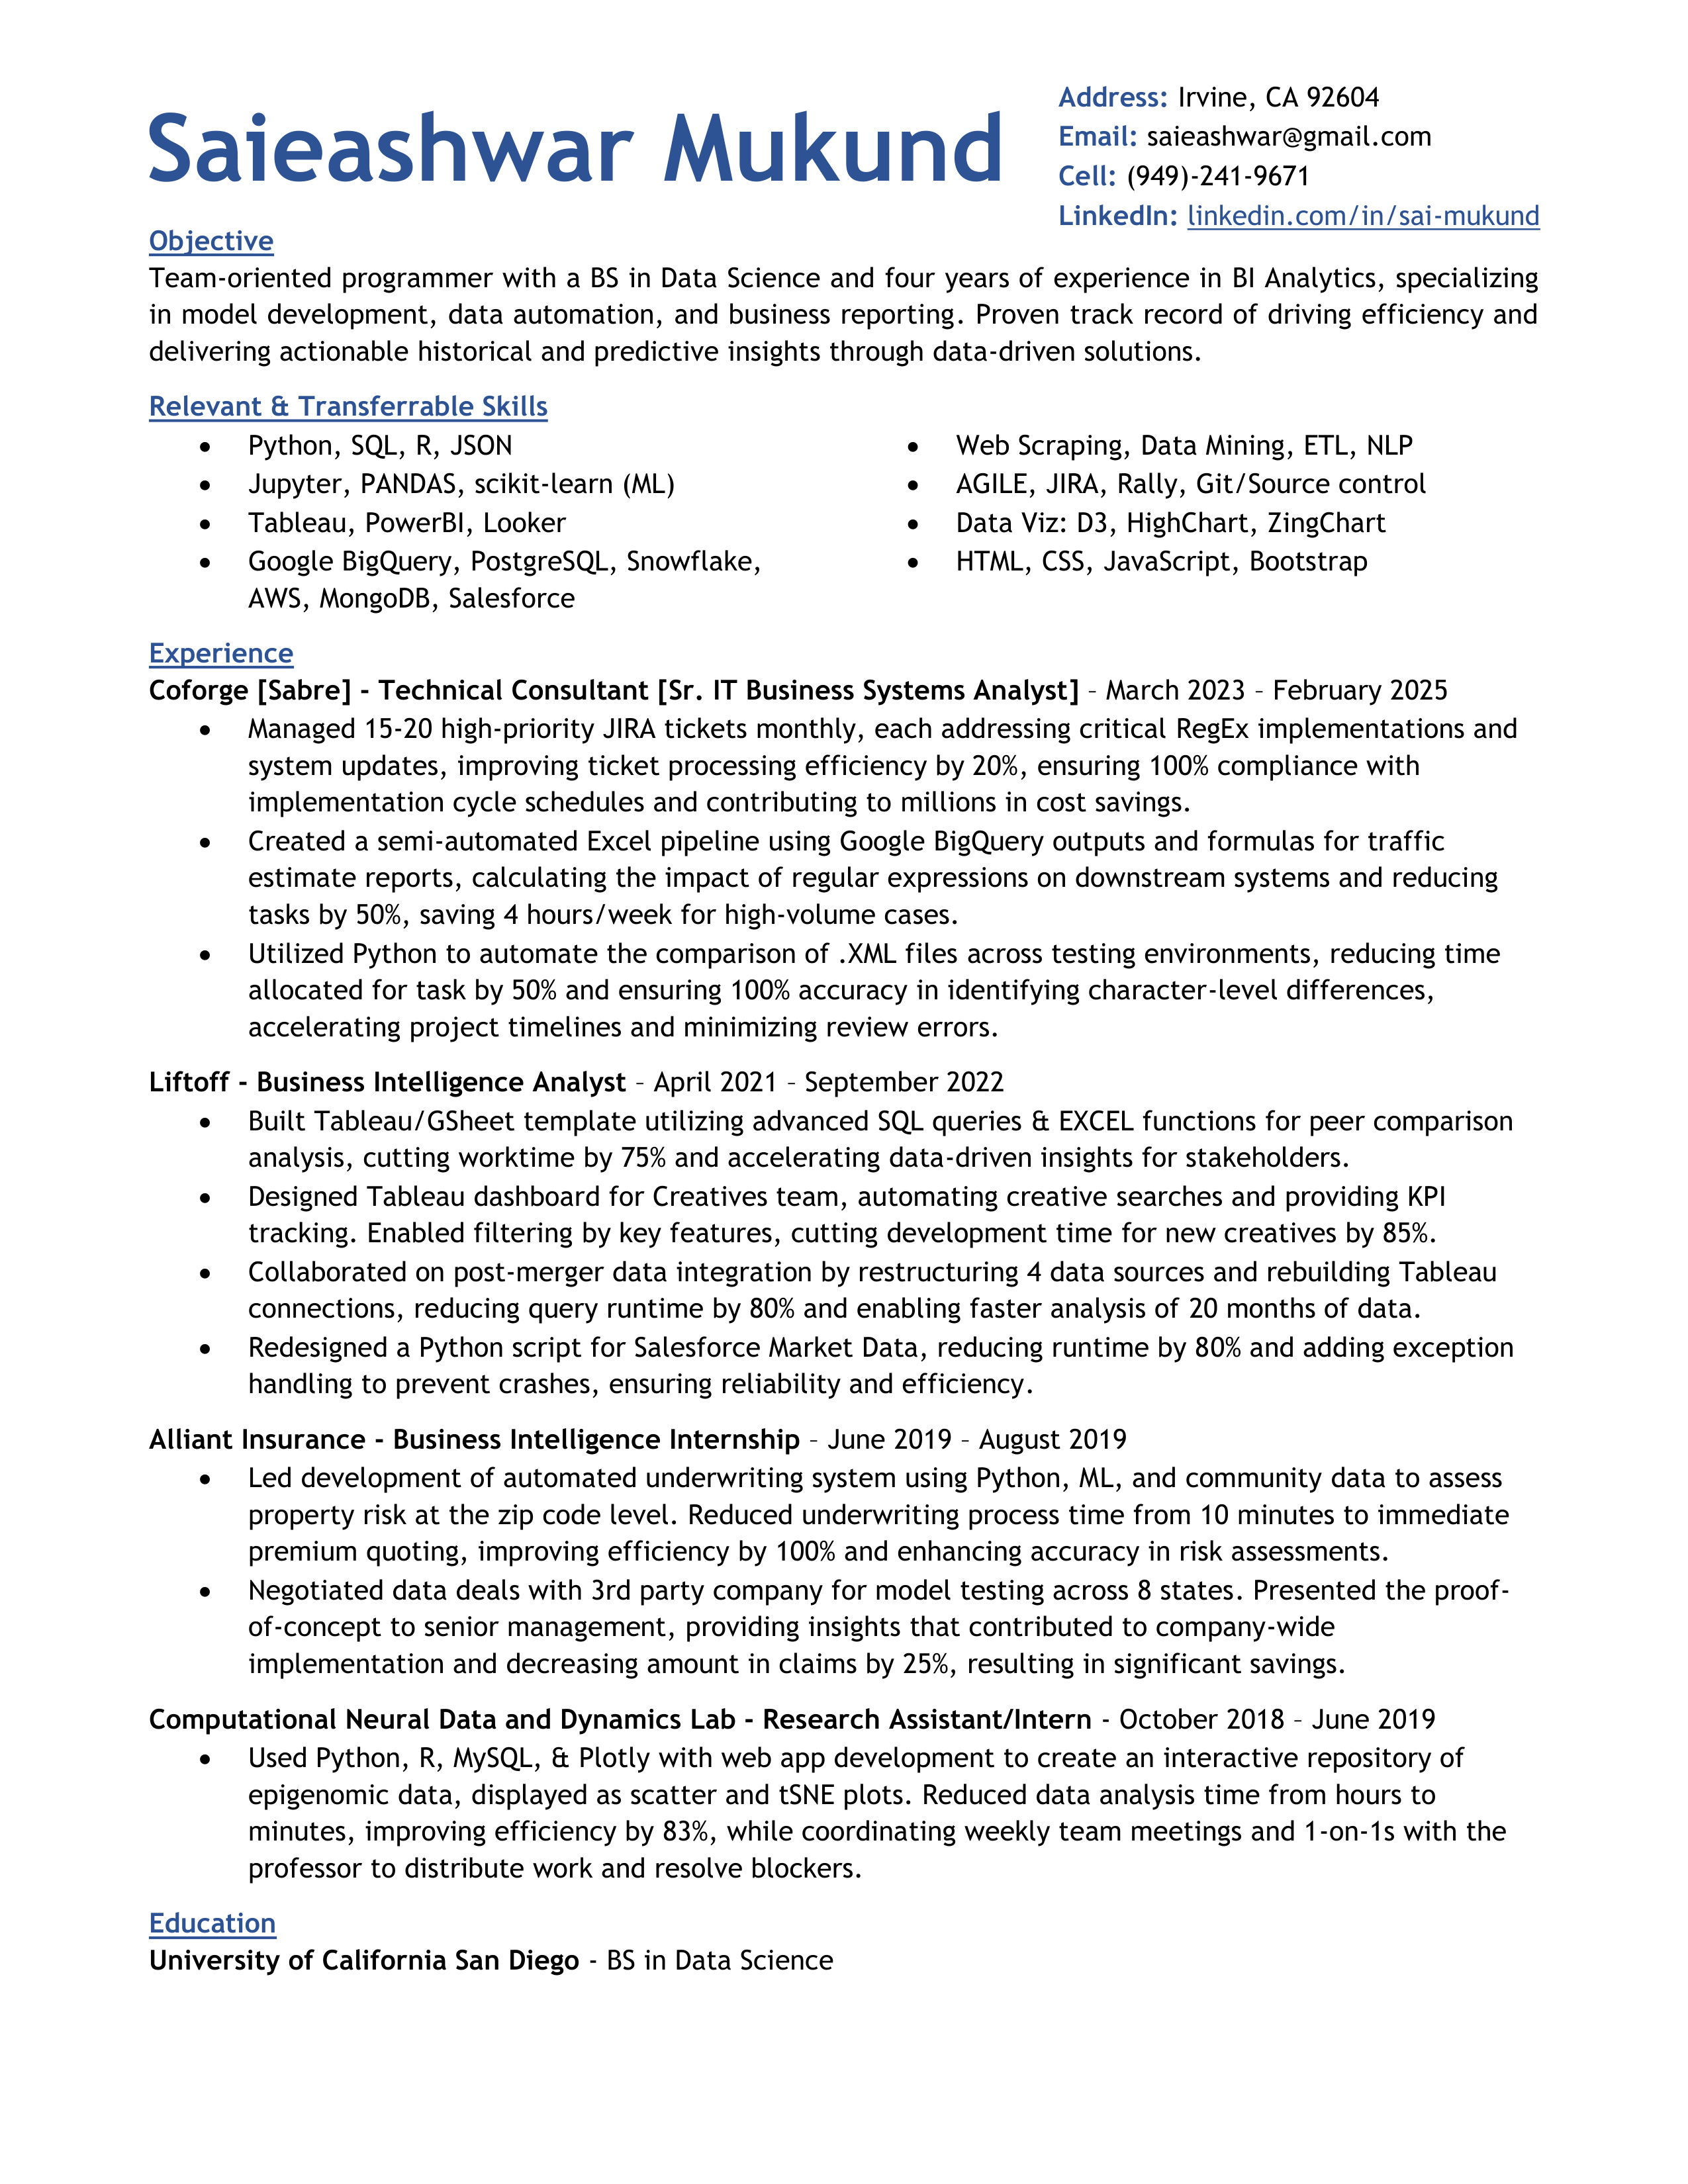 Saieashwar Mukund
Address: Irvine, CA 92604
Email: saieashwar@gmail.com
Cell: (949)-241-9671
LinkedIn: linkedin.com/in/sai-mukund
Objective
Team-oriented programmer with a BS in Data Science and four years of experience in BI Analytics, specializing
in model development, data automation, and business reporting. Proven track record of driving efficiency and
delivering actionable historical and predictive insights through data-driven solutions.
Relevant & Transferrable Skills
• Python, SQL, R, JSON
• Jupyter, PANDAS, scikit-learn (ML)
• Tableau, PowerBI, Looker
• Google BigQuery, PostgreSQL, Snowflake,
AWS, MongoDB, Salesforce
• Web Scraping, Data Mining, ETL, NLP
• AGILE, JIRA, Rally, Git/Source control
• Data Viz: D3, HighChart, ZingChart
• HTML, CSS, JavaScript, Bootstrap
Experience
Coforge [Sabre] - Technical Consultant [Sr. IT Business Systems Analyst] – March 2023 – February 2025
• Managed 15-20 high-priority JIRA tickets monthly, each addressing critical RegEx implementations and
system updates, improving ticket processing efficiency by 20%, ensuring 100% compliance with
implementation cycle schedules and contributing to millions in cost savings.
• Created a semi-automated Excel pipeline using Google BigQuery outputs and formulas for traffic
estimate reports, calculating the impact of regular expressions on downstream systems and reducing
tasks by 50%, saving 4 hours/week for high-volume cases.
• Utilized Python to automate the comparison of .XML files across testing environments, reducing time
allocated for task by 50% and ensuring 100% accuracy in identifying character-level differences,
accelerating project timelines and minimizing review errors.
Liftoff - Business Intelligence Analyst – April 2021 – September 2022
• Built Tableau/GSheet template utilizing advanced SQL queries & EXCEL functions for peer comparison
analysis, cutting worktime by 75% and accelerating data-driven insights for stakeholders.
• Designed Tableau dashboard for Creatives team, automating creative searches and providing KPI
tracking. Enabled filtering by key features, cutting development time for new creatives by 85%.
• Collaborated on post-merger data integration by restructuring 4 data sources and rebuilding Tableau
connections, reducing query runtime by 80% and enabling faster analysis of 20 months of data.
• Redesigned a Python script for Salesforce Market Data, reducing runtime by 80% and adding exception
handling to prevent crashes, ensuring reliability and efficiency.
Alliant Insurance - Business Intelligence Internship – June 2019 – August 2019
• Led development of automated underwriting system using Python, ML, and community data to assess
property risk at the zip code level. Reduced underwriting process time from 10 minutes to immediate
premium quoting, improving efficiency by 100% and enhancing accuracy in risk assessments.
• Negotiated data deals with 3rd party company for model testing across 8 states. Presented the proof-
of-concept to senior management, providing insights that contributed to company-wide
implementation and decreasing amount in claims by 25%, resulting in significant savings.
Computational Neural Data and Dynamics Lab - Research Assistant/Intern - October 2018 – June 2019
• Used Python, R, MySQL, & Plotly with web app development to create an interactive repository of
epigenomic data, displayed as scatter and tSNE plots. Reduced data analysis time from hours to
minutes, improving efficiency by 83%, while coordinating weekly team meetings and 1-on-1s with the
professor to distribute work and resolve blockers.
Education
University of California San Diego - BS in Data Science